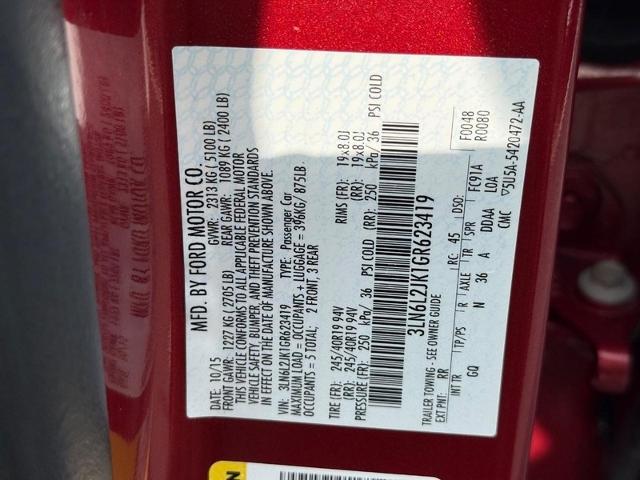 MFD. BY FORD MOTOR CO.
DATE: 10/15 GVWR: 2313 KG ( 5100 LB)
FRONT GAWR: 1227 KG ( 2705 LB) REAR GAWR: 1089 KG ( 2400 LB)
THIS VEHICLE CONFORMS TO ALL APPLICABLE FEDERAL MOTOR
VEHICLE SAFETY, BUMPER, AND THEFT PREVENTION STANDARDS
IN EFFECT ON THE DATE OF MANUFACTURE SHOWN ABOVE.
VIN: 3LN6L2JK1GR623419 TYPE: Passenger Car
MAXIMUM LOAD = OCCUPANTS + LUGGAGE = 396KG/ 875LB
OCCUPANTS = 5 TOTAL; 2 FRONT, 3 REAR
TIRE (FR): 245/40R19 94V RIMS (FR): 19x8.0J
(RR): 245/40R19 94V (RR): 19x8.0J
PRESSURE (FR): 250 kPa/ 36 PSI COLD (RR): 250 kPa/ 36 PSI COLD
3LN6L2JK1GR623419
TRAILER TOWING - SEE OWNER GUIDE F0048
EXT PNT: RR RC: 45 DSO: R0080
INT TR TP/PS R AXLE TR SPR FC91A
GQ N 36 A DDAA LOA
CMC ▽5U5A-5420472-AA